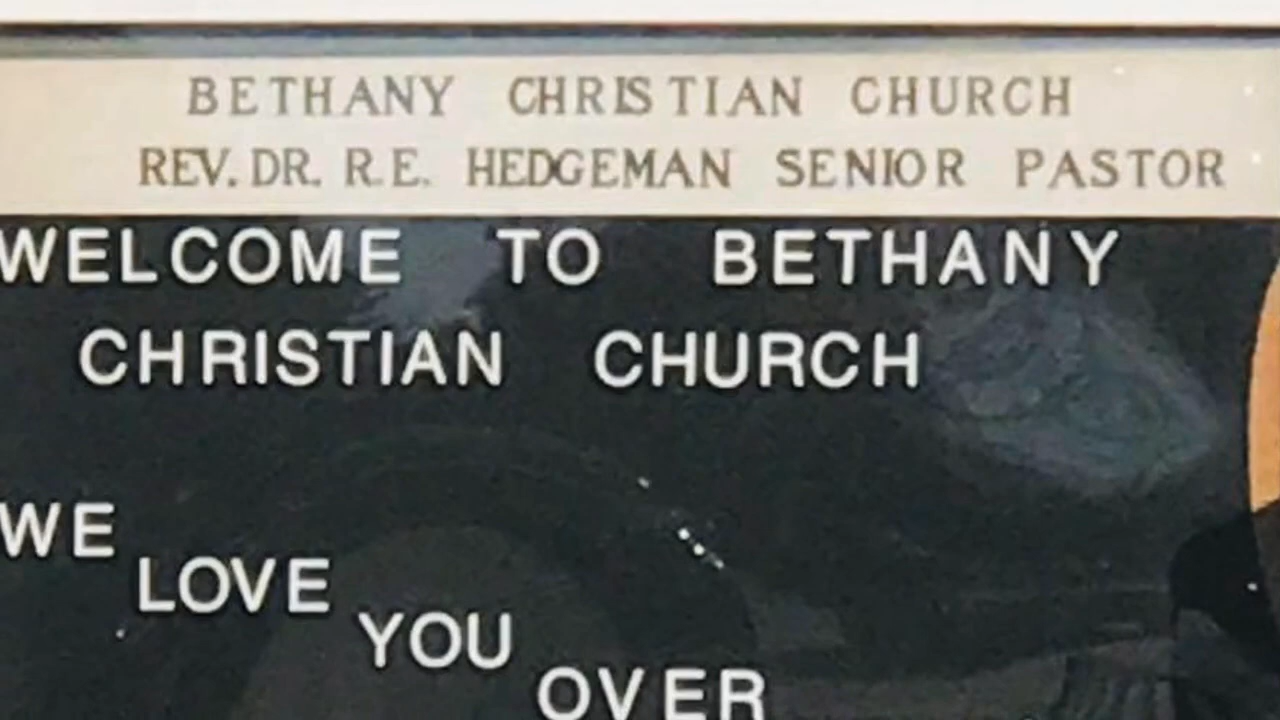 BETHANY CHRISTIAN CHURCH
REV. DR. R.E. HEDGEMAN SENIOR PASTOR
WELCOME TO BETHANY
CHRISTIAN CHURCH
WE
LOVE
YOU
OVER